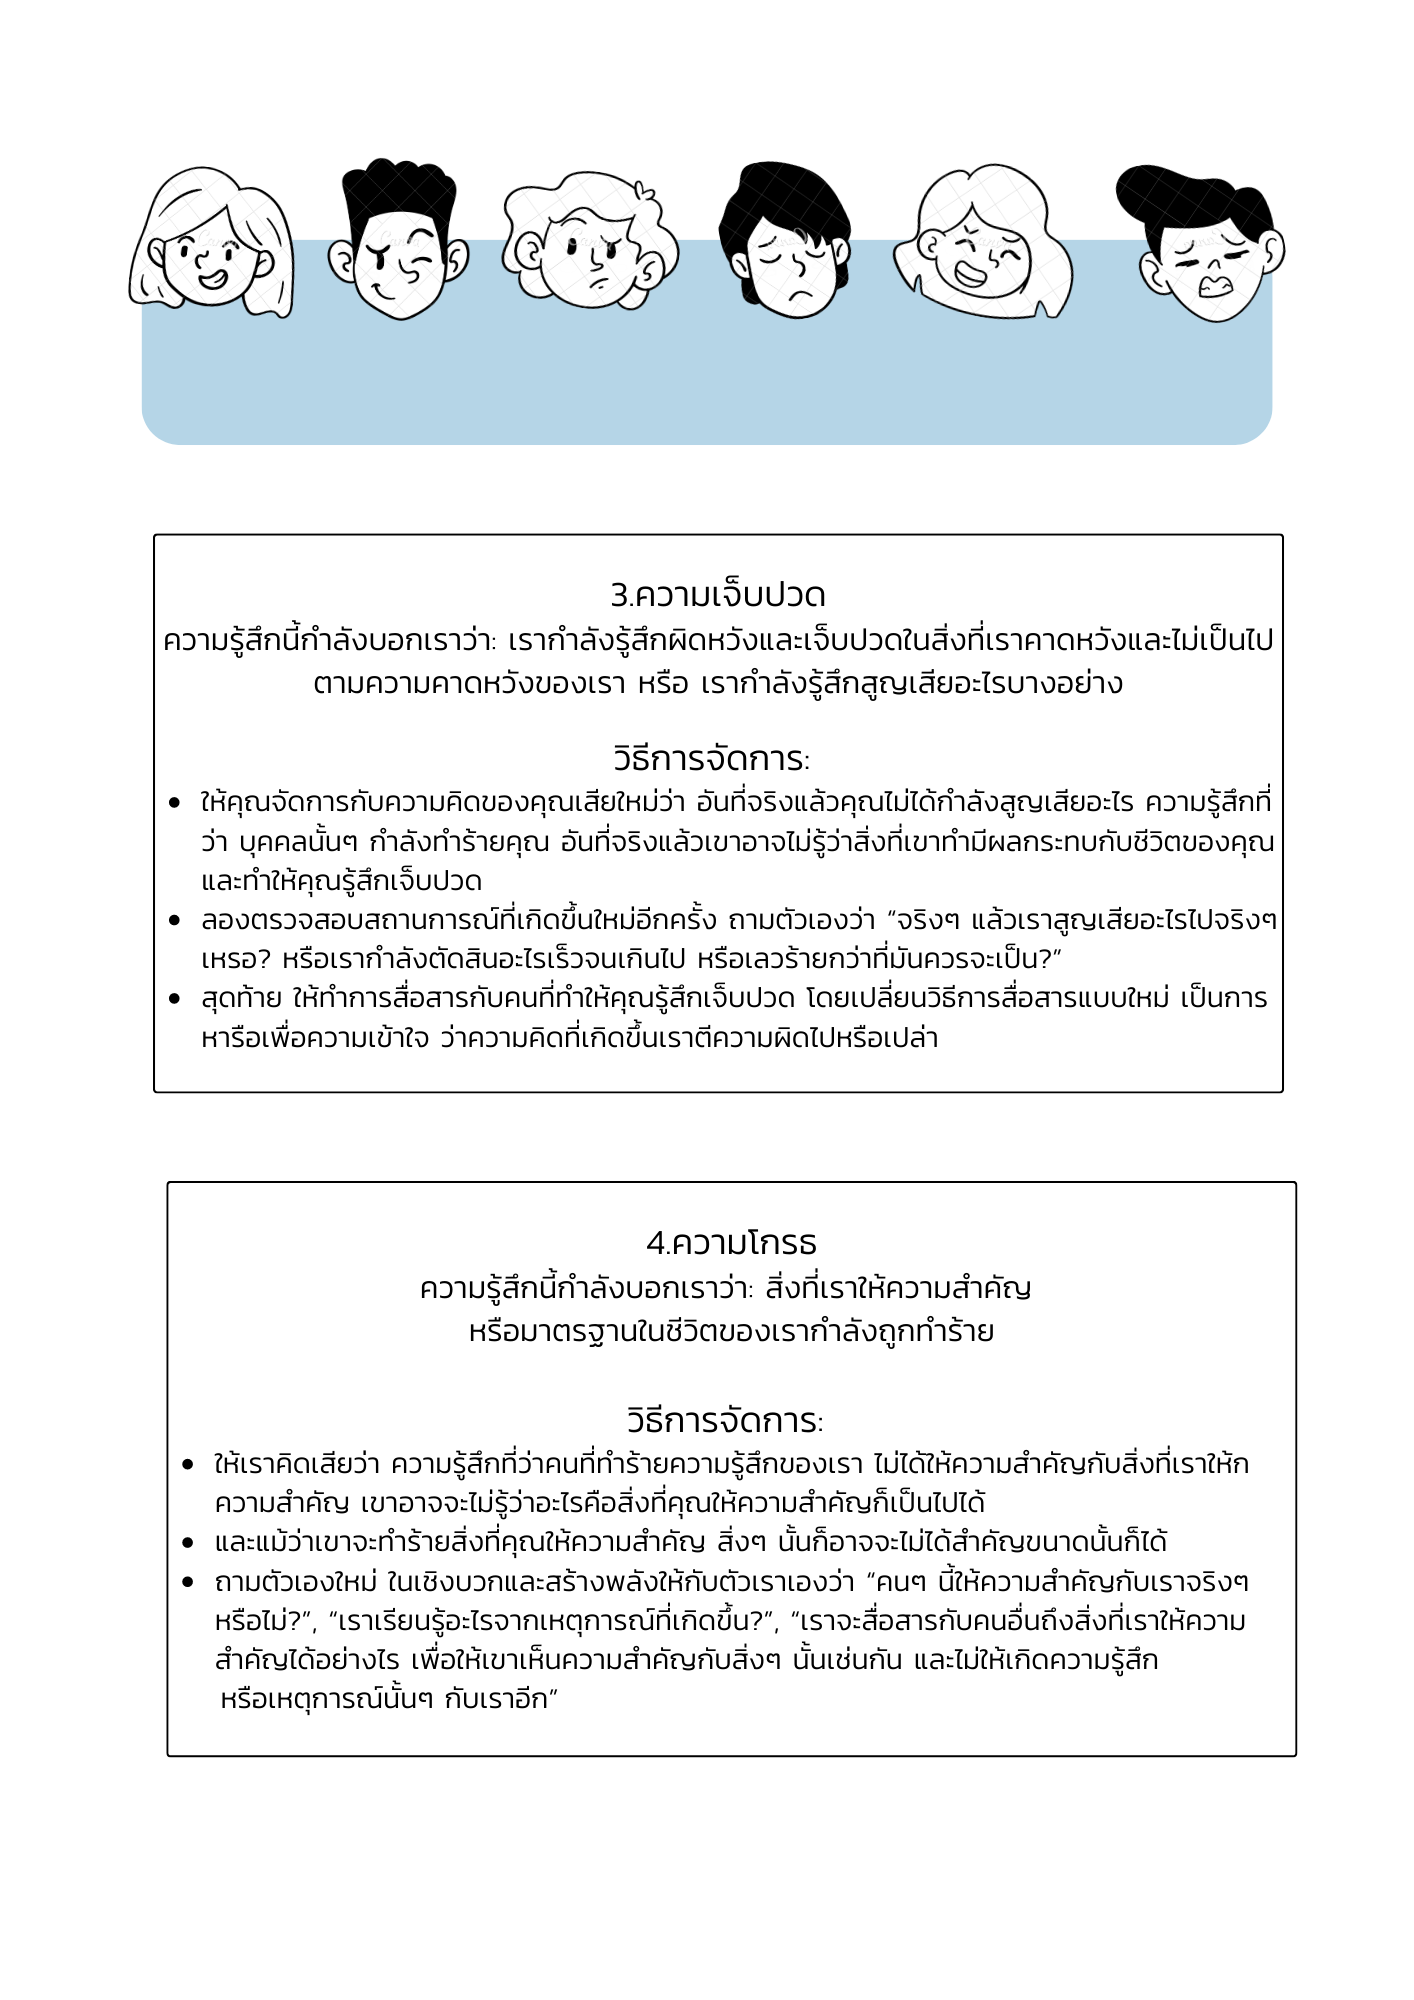 3.ความเจ็บปวด
ความรู้สึกนี้กำลังบอกเราว่า: เรากำลังรู้สึกผิดหวังและเจ็บปวดในสิ่งที่เราคาดหวังและไม่เป็นไป
ตามความคาดหวังของเรา หรือ เรากำลังรู้สึกสูญเสียอะไรบางอย่าง
วิธีการจัดการ:
• ให้คุณจัดการกับความคิดของคุณเสียใหม่ว่า อันที่จริงแล้วคุณไม่ได้กำลังสูญเสียอะไร ความรู้สึกที่
ว่า บุคคลนั้นๆ กำลังทำร้ายคุณ อันที่จริงแล้วเขาอาจไม่รู้ว่าสิ่งที่เขาทำมีผลกระทบกับชีวิตของคุณ
และทำให้คุณรู้สึกเจ็บปวด
• ลองตรวจสอบสถานการณ์ที่เกิดขึ้นใหม่อีกครั้ง ถามตัวเองว่า “จริงๆ แล้วเราสูญเสียอะไรไปจริงๆ
เหรอ? หรือเรากำลังตัดสินอะไรเร็วจนเกินไป หรือเลวร้ายกว่าที่มันควรจะเป็น?”
• สุดท้าย ให้ทำการสื่อสารกับคนที่ทำให้คุณรู้สึกเจ็บปวด โดยเปลี่ยนวิธีการสื่อสารแบบใหม่ เป็นการ
หารือเพื่อความเข้าใจ ว่าความคิดที่เกิดขึ้นเราตีความผิดไปหรือเปล่า
4.ความโกรธ
ความรู้สึกนี้กำลังบอกเราว่า: สิ่งที่เราให้ความสำคัญ
หรือมาตรฐานในชีวิตของเรากำลังถูกทำร้าย
วิธีการจัดการ:
• ให้เราคิดเสียว่า ความรู้สึกที่ว่าคนที่ทำร้ายความรู้สึกของเรา ไม่ได้ให้ความสำคัญกับสิ่งที่เราให้ก
ความสำคัญ เขาอาจจะไม่รู้ว่าอะไรคือสิ่งที่คุณให้ความสำคัญก็เป็นไปได้
• และแม้ว่าเขาจะทำร้ายสิ่งที่คุณให้ความสำคัญ สิ่งๆ นั้นก็อาจจะไม่ได้สำคัญขนาดนั้นก็ได้
• ถามตัวเองใหม่ ในเชิงบวกและสร้างพลังให้กับตัวเราเองว่า “คนๆ นี้ให้ความสำคัญกับเราจริงๆ
หรือไม่?”, “เราเรียนรู้อะไรจากเหตุการณ์ที่เกิดขึ้น?”, “เราจะสื่อสารกับคนอื่นถึงสิ่งที่เราให้ความ
สำคัญได้อย่างไร เพื่อให้เขาเห็นความสำคัญกับสิ่งๆ นั้นเช่นกัน และไม่ให้เกิดความรู้สึก
หรือเหตุการณ์นั้นๆ กับเราอีก”